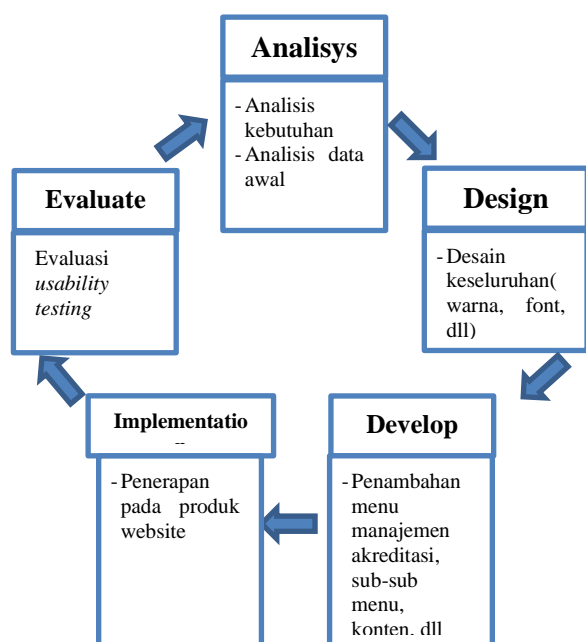 Analisys
- Analisis
kebutuhan
- Analisis data
awal
Evaluate
Evaluasi
usability
testing
Design
- Desain
keseluruhan(
warna, font,
dll)
Implementatio
- Penerapan
pada produk
website
Develop
- Penambahan
menu
manajemen
akreditasi,
sub-sub
menu,
konten, dll